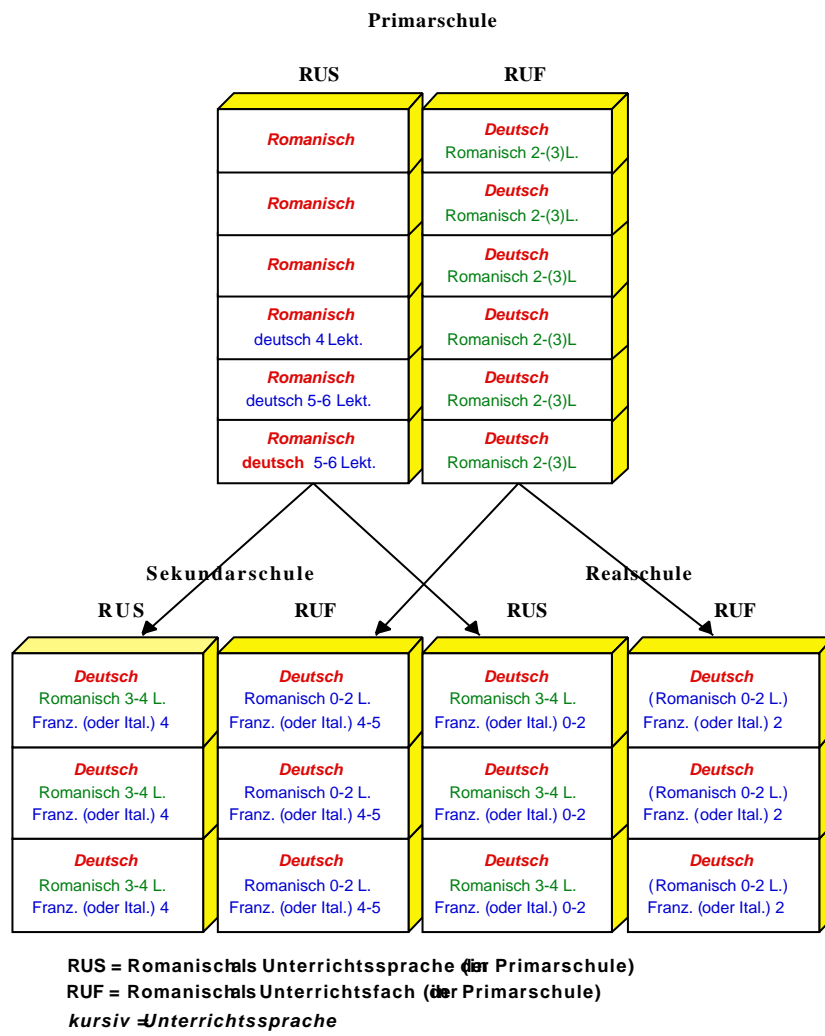 Primarschule
RUS RUF
Romanisch
Romanisch
Romanisch
Romanisch
deutsch 4 Lekt.
Romanisch
deutsch 5-6 Lekt.
Romanisch
deutsch 5-6 Lekt.
Deutsch
Romanisch 2-(3)L.
Deutsch
Romanisch 2-(3)L.
Deutsch
Romanisch 2-(3)L
Deutsch
Romanisch 2-(3)L
Deutsch
Romanisch 2-(3)L
Deutsch
Romanisch 2-(3)L
Sekundarschule Realschule
RUS RUF RUS RUF
Deutsch
Romanisch 3-4 L.
Franz. (oder Ital.) 4
Deutsch
Romanisch 3-4 L.
Franz. (oder Ital.) 4
Deutsch
Romanisch 3-4 L.
Franz. (oder Ital.) 4
Deutsch
Romanisch 0-2 L.
Franz. (oder Ital.) 4-5
Deutsch
Romanisch 0-2 L.
Franz. (oder Ital.) 4-5
Deutsch
Romanisch 0-2 L.
Franz. (oder Ital.) 4-5
Deutsch
Romanisch 3-4 L.
Franz. (oder Ital.) 0-2
Deutsch
Romanisch 3-4 L.
Franz. (oder Ital.) 0-2
Deutsch
Romanisch 3-4 L.
Franz. (oder Ital.) 0-2
Deutsch
(Romanisch 0-2 L.)
Franz. (oder Ital.) 2
Deutsch
(Romanisch 0-2 L.)
Franz. (oder Ital.) 2
Deutsch
(Romanisch 0-2 L.)
Franz. (oder Ital.) 2
RUS = Romanisch als Unterrichtssprache (in Primarschule)
RUF = Romanisch als Unterrichtsfach (in Primarschule)
kursiv = Unterrichtssprache